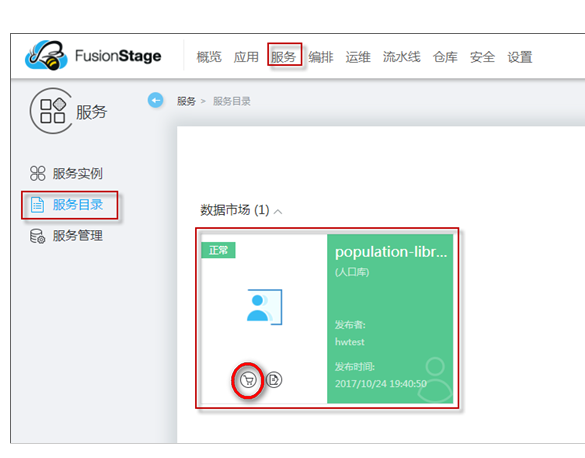 FusionStage 概览 应用 服务 编排 运维 流水线 仓库 安全 设置
服务
服务 > 服务目录
服务实例
服务目录
服务管理
数据市场 (1)
正常
population-libr...
(人口库)
发布者:
hwtest
发布时间:
2017/10/24 19:40:50